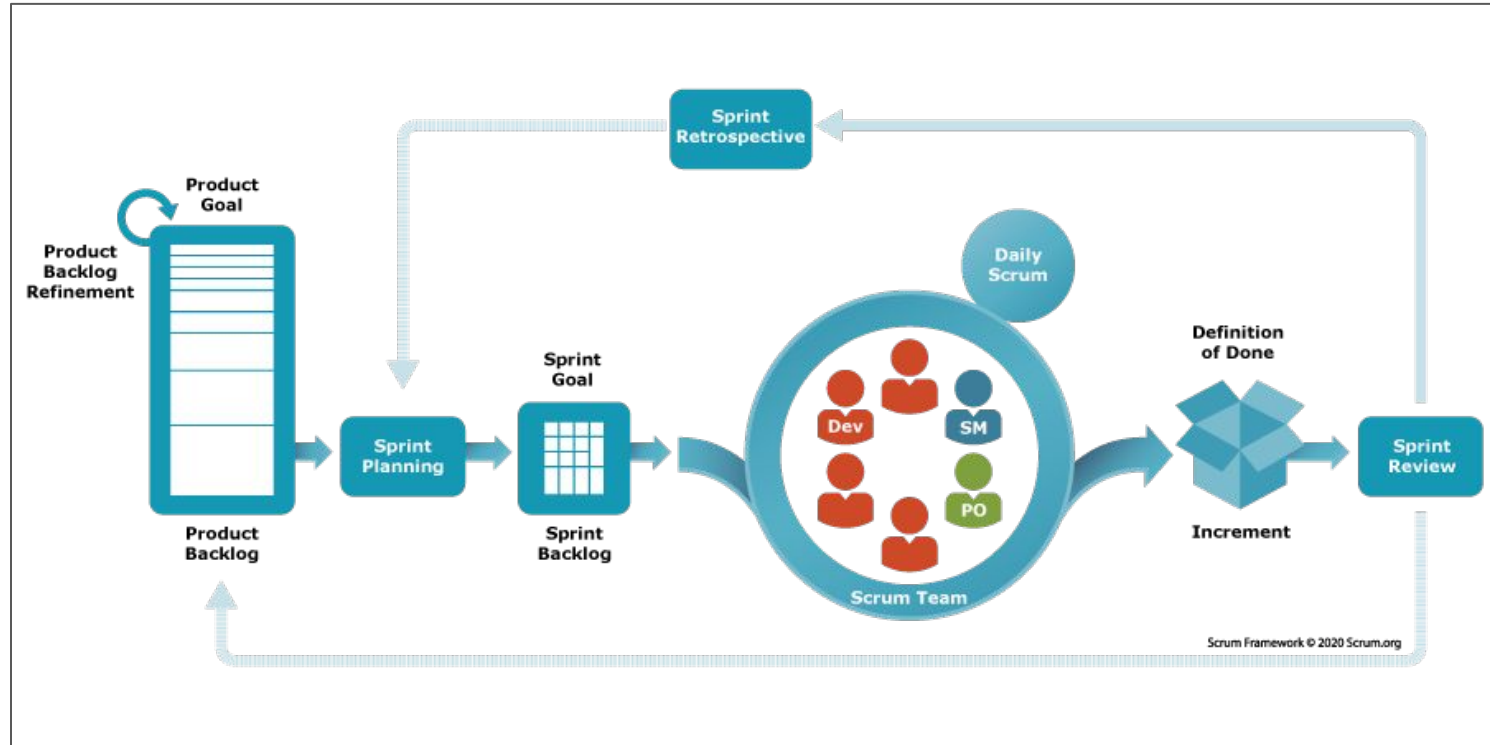 Sprint
Retrospective
Product
Goal
Product
Backlog
Refinement
Daily
Scrum
Definition
of Done
Sprint
Goal
Dev
SM
Sprint
Planning
Sprint
Review
PO
Product
Backlog
Sprint
Backlog
Increment
Scrum Team
Scrum Framework © 2020 Scrum.org